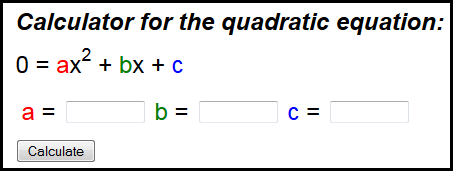 Calculator for the quadratic equation:
0 = ax² + bx + c
a = b = c =
Calculate